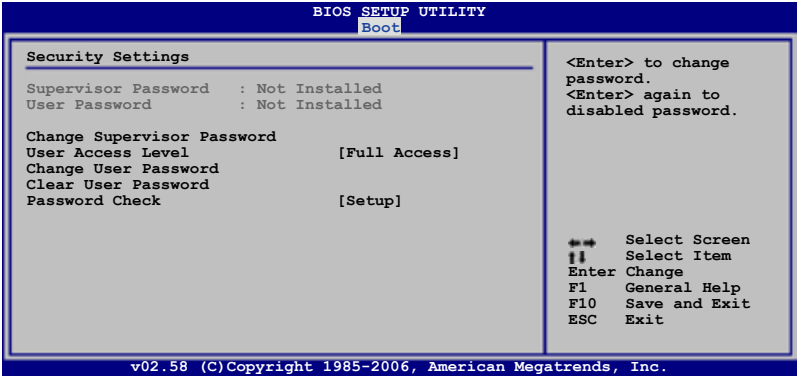 BIOS SETUP UTILITY
Boot
Security Settings
Supervisor Password : Not Installed
User Password : Not Installed
Change Supervisor Password
User Access Level [Full Access]
Change User Password
Clear User Password
Password Check [Setup]
<Enter> to change
password.
<Enter> again to
disabled password.
←→ Select Screen
↑↓ Select Item
Enter Change
F1 General Help
F10 Save and Exit
ESC Exit
v02.58 (C)Copyright 1985-2006, American Megatrends, Inc.